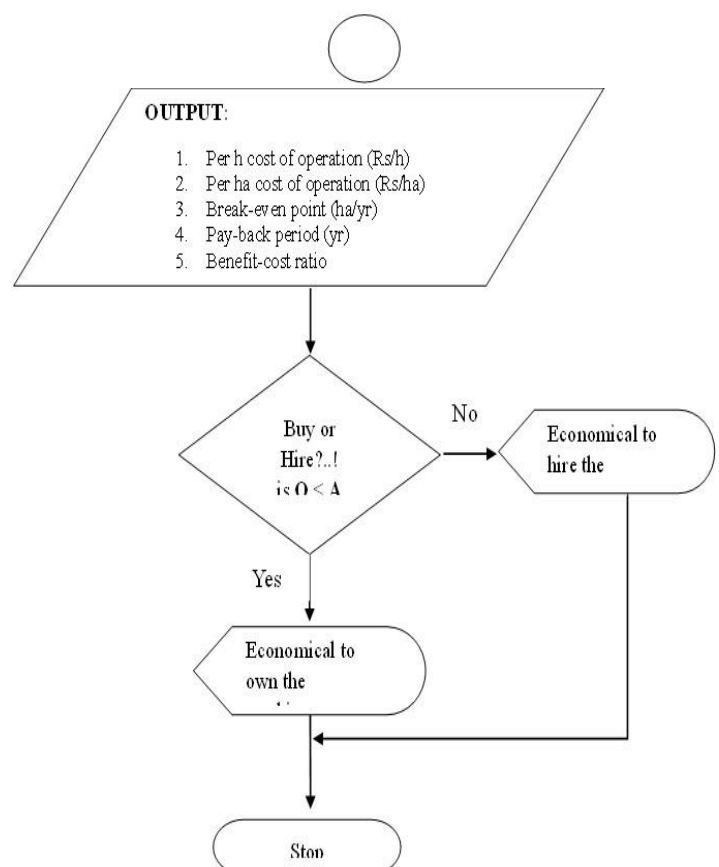 OUTPUT:
1. Per h cost of operation (Rs/h)
2. Per ha cost of operation (Rs/ha)
3. Break-even point (ha/yr)
4. Pay-back period (yr)
5. Benefit-cost ratio
Buy or
Hire?..!
is O < A
No
Economical to
hire the
Yes
Economical to
own the
Stop